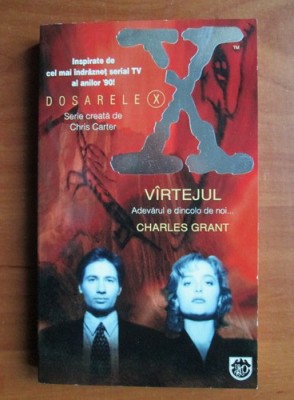 Inspirate de
cel mai îndrăzneț serial TV
al anilor '90!
DOSARELE X
Serie creată de
Chris Carter
X
TM
VÎRTEJUL
Adevărul e dincolo de noi...
CHARLES GRANT
RAO